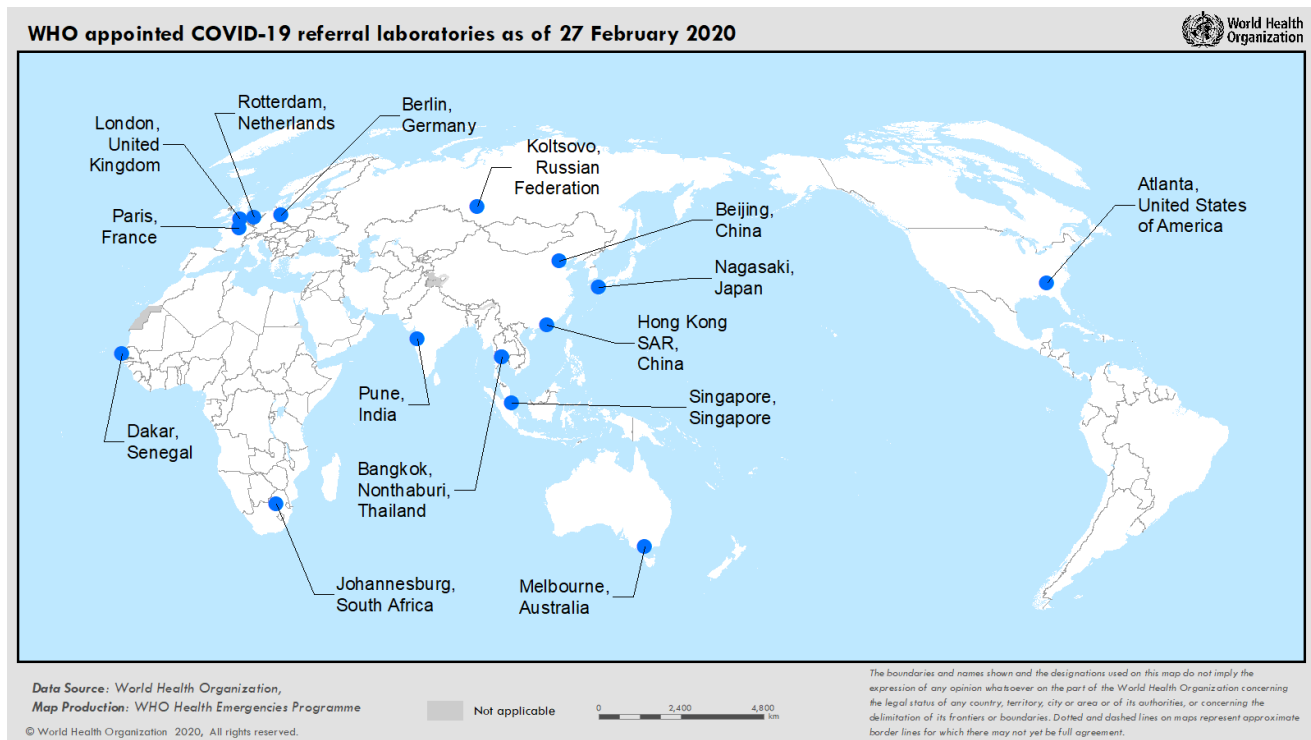 WHO appointed COVID-19 referral laboratories as of 27 February 2020
World Health
Organization
Rotterdam,
Netherlands
Berlin,
Germany
London,
United
Kingdom
Koltsovo,
Russian
Federation
Paris,
France
Atlanta,
United States
of America
Beijing,
China
Nagasaki,
Japan
Hong Kong
SAR,
China
Pune,
India
Singapore,
Singapore
Dakar,
Senegal
Bangkok,
Nonthaburi,
Thailand
Johannesburg,
South Africa
Melbourne,
Australia
Data Source: World Health Organization,
Map Production: WHO Health Emergencies Programme
© World Health Organization 2020, All rights reserved.
Not applicable
0 2,400 4,800
km
The boundaries and names shown and the designations used on this map do not imply the
expression of any opinion whatsoever on the part of the World Health Organization concerning
the legal status of any country, territory, city or area or of its authorities, or concerning the
delimitation of its frontiers or boundaries. Dotted and dashed lines on maps represent approximate
border lines for which there may not yet be full agreement.